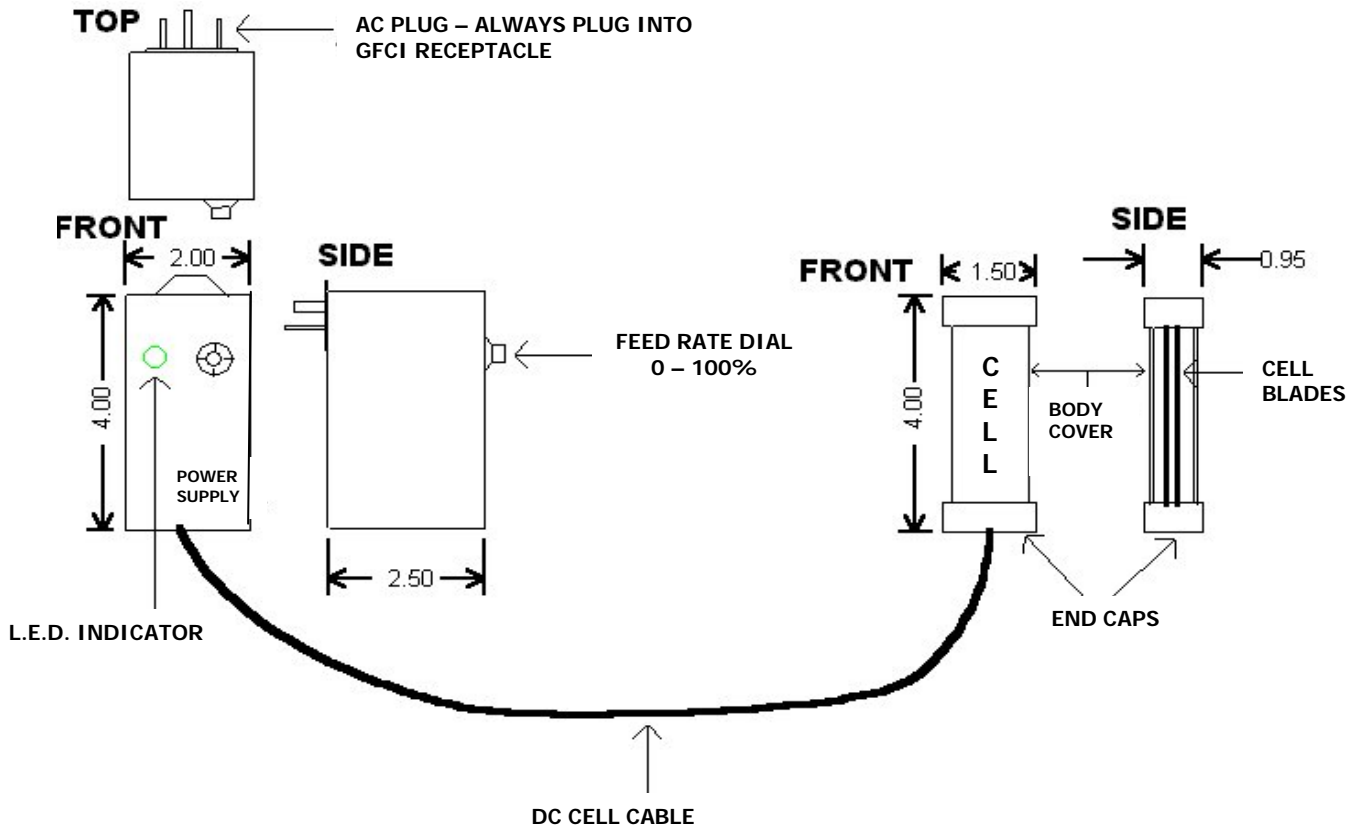 TOP
AC PLUG – ALWAYS PLUG INTO
GFCI RECEPTACLE
FRONT
2.00
SIDE
4.00
POWER
SUPPLY
FEED RATE DIAL
0 – 100%
2.50
L.E.D. INDICATOR
FRONT
1.50
SIDE
0.95
4.00
C
E
L
L
BODY
COVER
CELL
BLADES
END CAPS
DC CELL CABLE